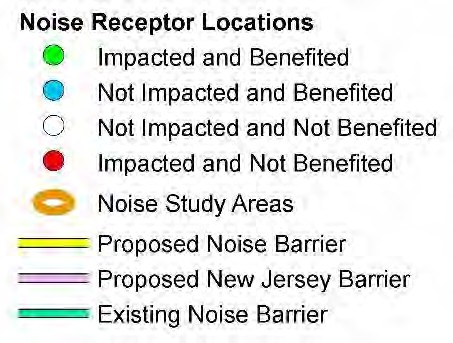 Noise Receptor Locations
Impacted and Benefited
Not Impacted and Benefited
Not Impacted and Not Benefited
Impacted and Not Benefited
Noise Study Areas
Proposed Noise Barrier
Proposed New Jersey Barrier
Existing Noise Barrier